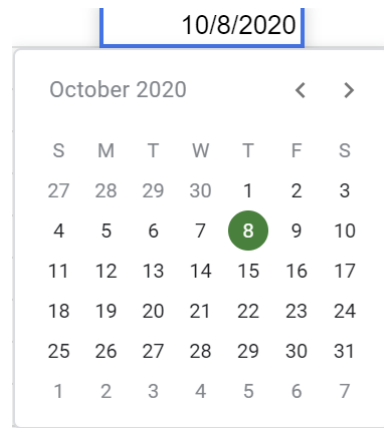 10/8/2020
October 2020
S M T W T F S
27 28 29 30 1 2 3
4 5 6 7 8 9 10
11 12 13 14 15 16 17
18 19 20 21 22 23 24
25 26 27 28 29 30 31
1 2 3 4 5 6 7